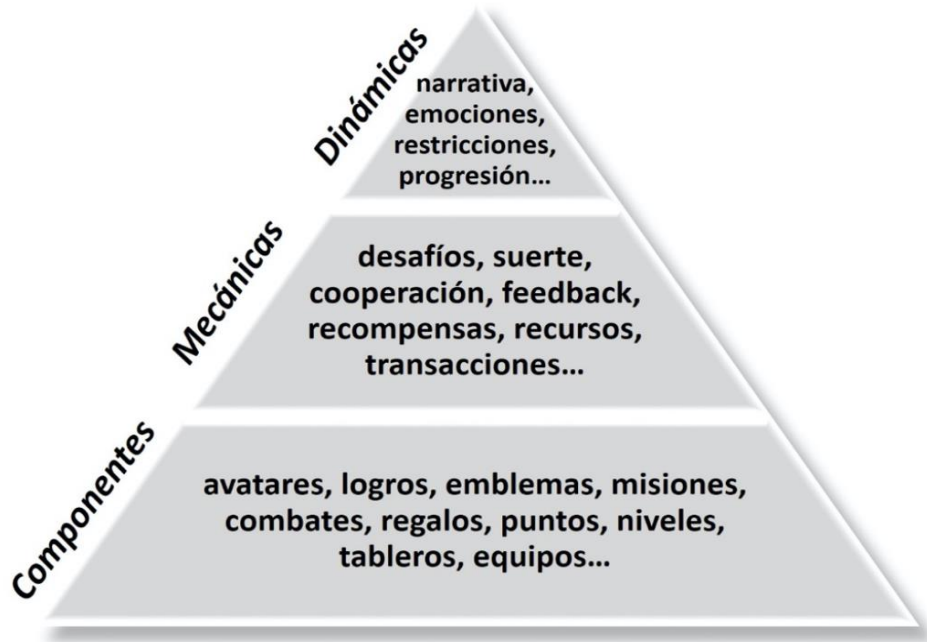 Dinámicas
narrativa,
emociones,
restricciones,
progresión...
Mecánicas
desafíos, suerte,
cooperación, feedback,
recompensas, recursos,
transacciones...
Componentes
avatares, logros, emblemas, misiones,
combates, regalos, puntos, niveles,
tableros, equipos...